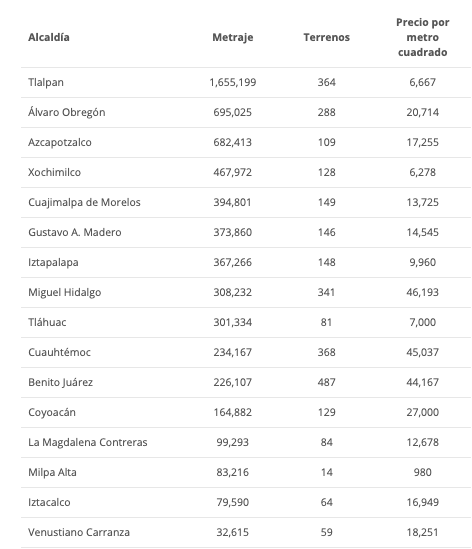 Alcaldía Metraje Terrenos Precio por metro cuadrado
Tlalpan 1,655,199 364 6,667
Álvaro Obregón 695,025 288 20,714
Azcapotzalco 682,413 109 17,255
Xochimilco 467,972 128 6,278
Cuajimalpa de Morelos 394,801 149 13,725
Gustavo A. Madero 373,860 146 14,545
Iztapalapa 367,266 148 9,960
Miguel Hidalgo 308,232 341 46,193
Tláhuac 301,334 81 7,000
Cuauhtémoc 234,167 368 45,037
Benito Juárez 226,107 487 44,167
Coyoacán 164,882 129 27,000
La Magdalena Contreras 99,293 84 12,678
Milpa Alta 83,216 14 980
Iztacalco 79,590 64 16,949
Venustiano Carranza 32,615 59 18,251